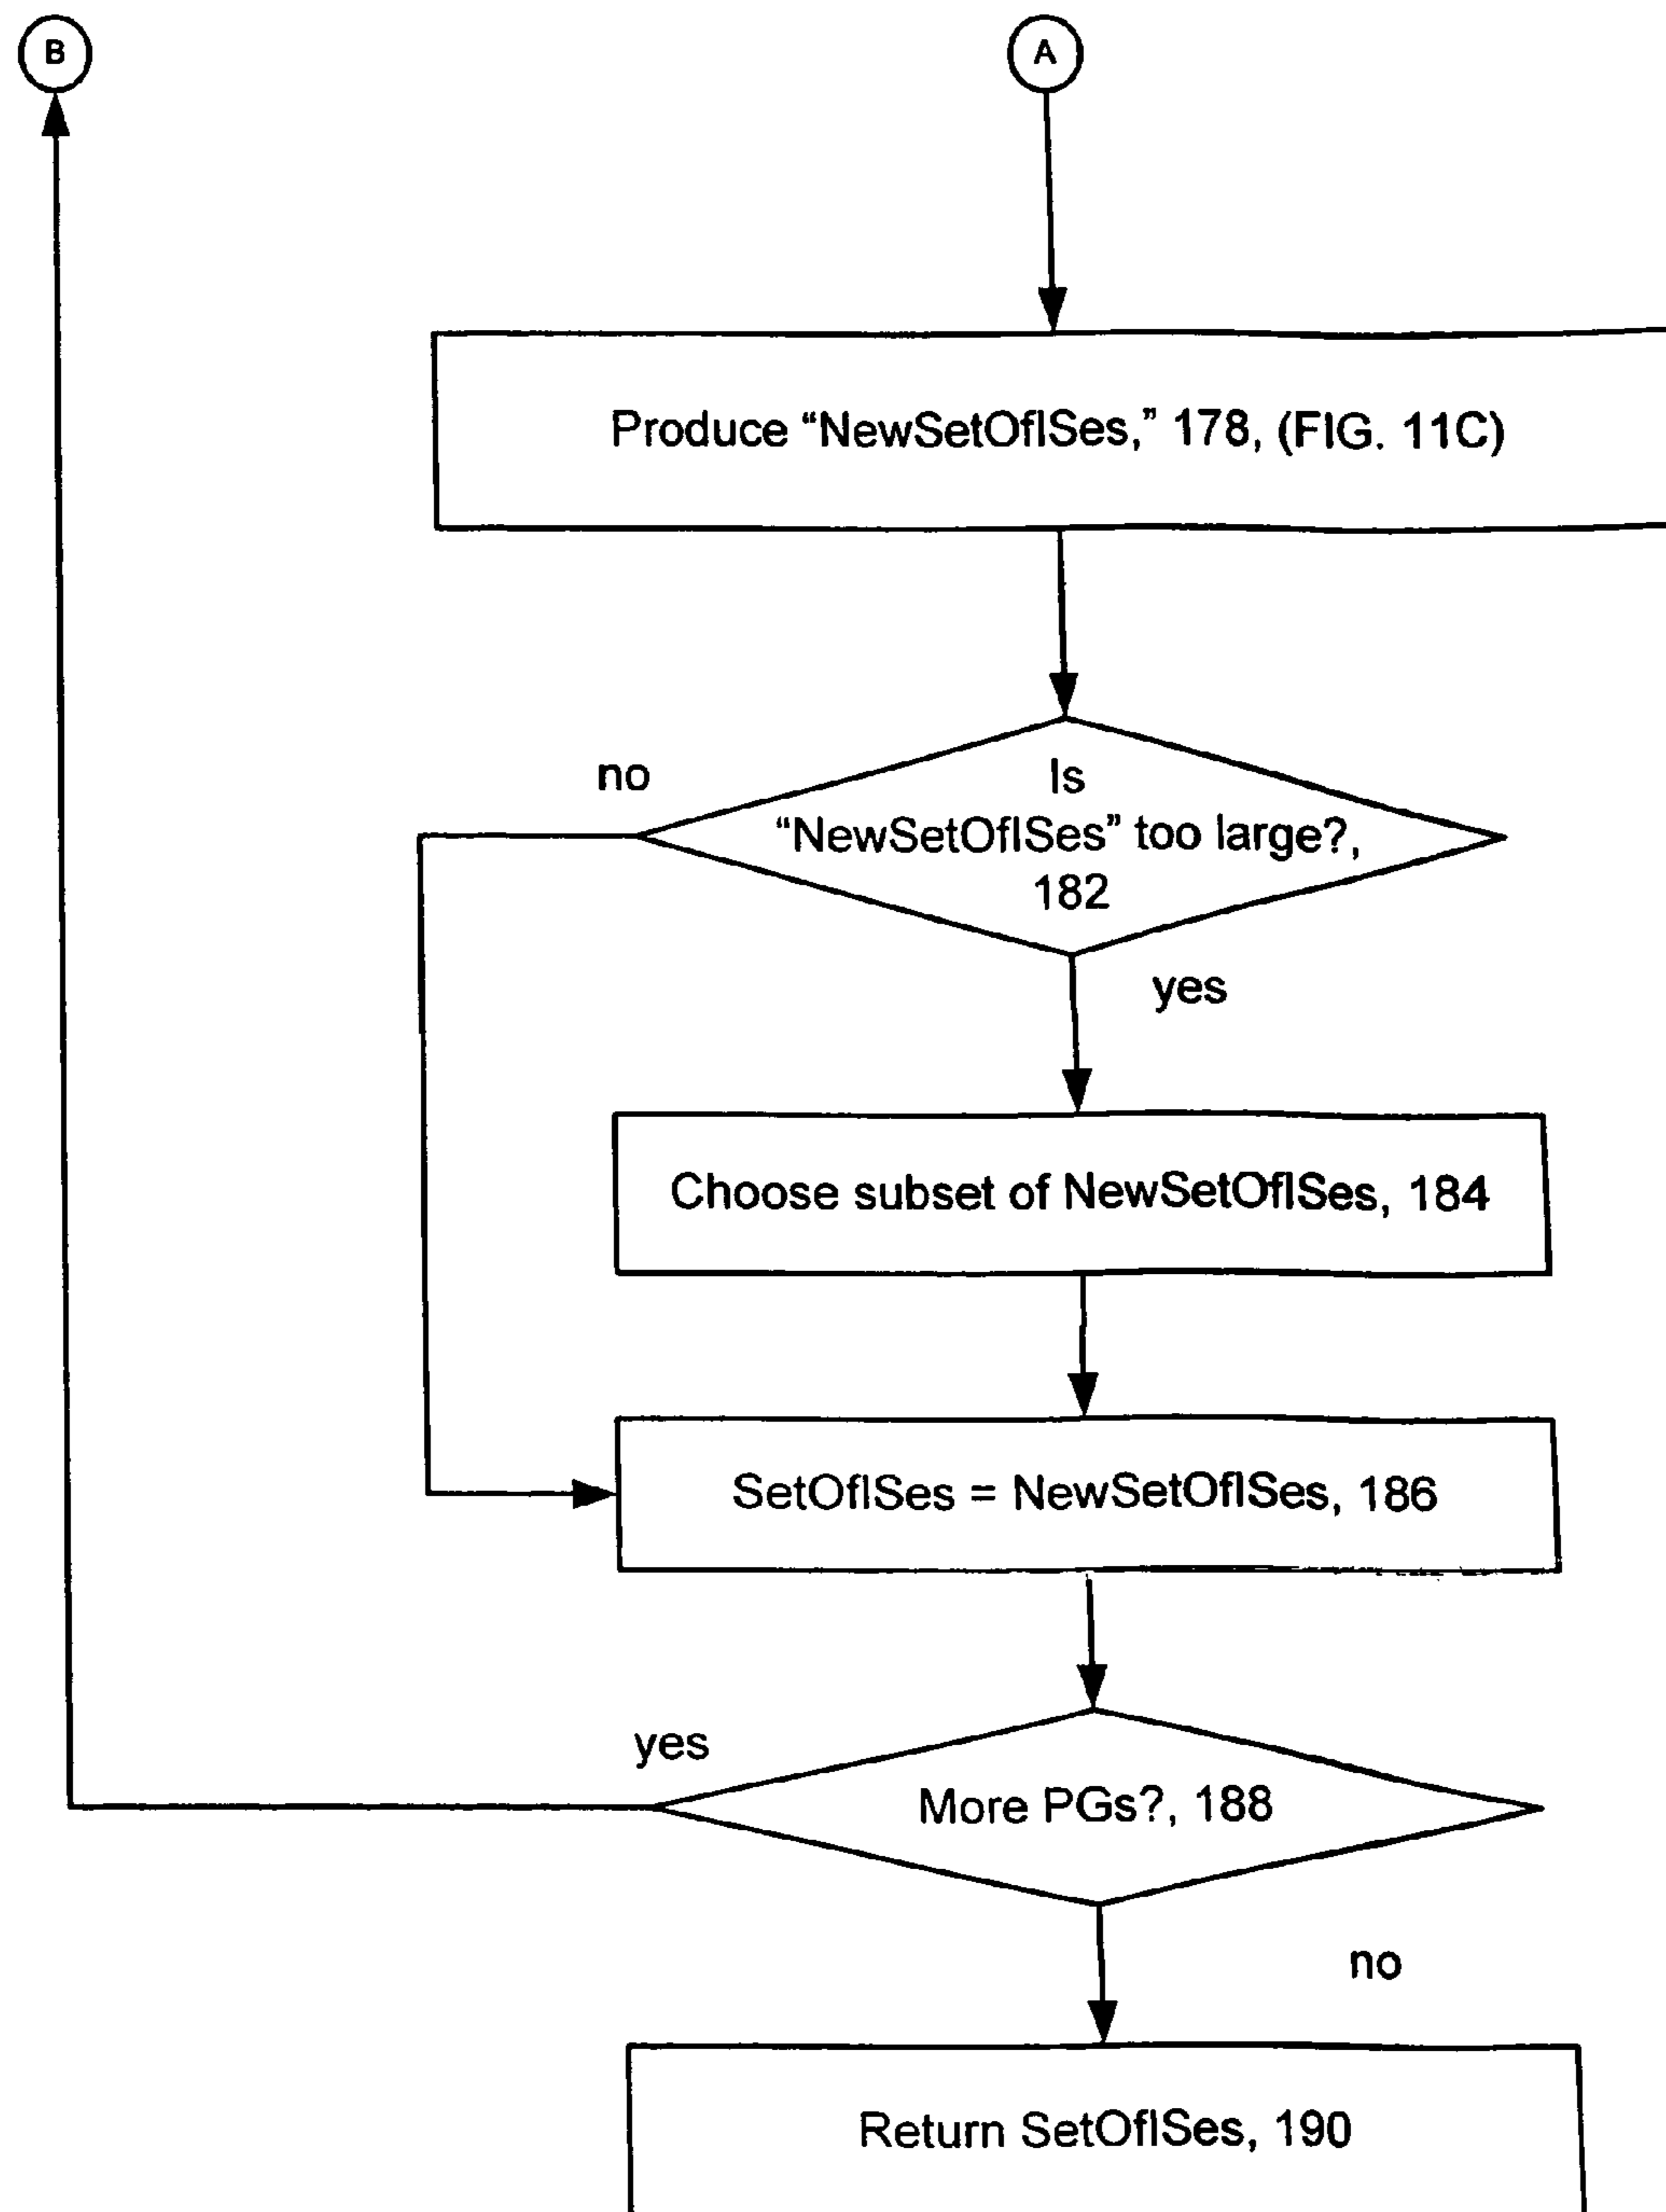 B
A
Produce “NewSetOfISes,” 178, (FIG. 11C)
no
Is
“NewSetOfISes” too large?,
182
yes
Choose subset of NewSetOfISes, 184
SetOfISes = NewSetOfISes, 186
yes
More PGs?, 188
no
Return SetOfISes, 190